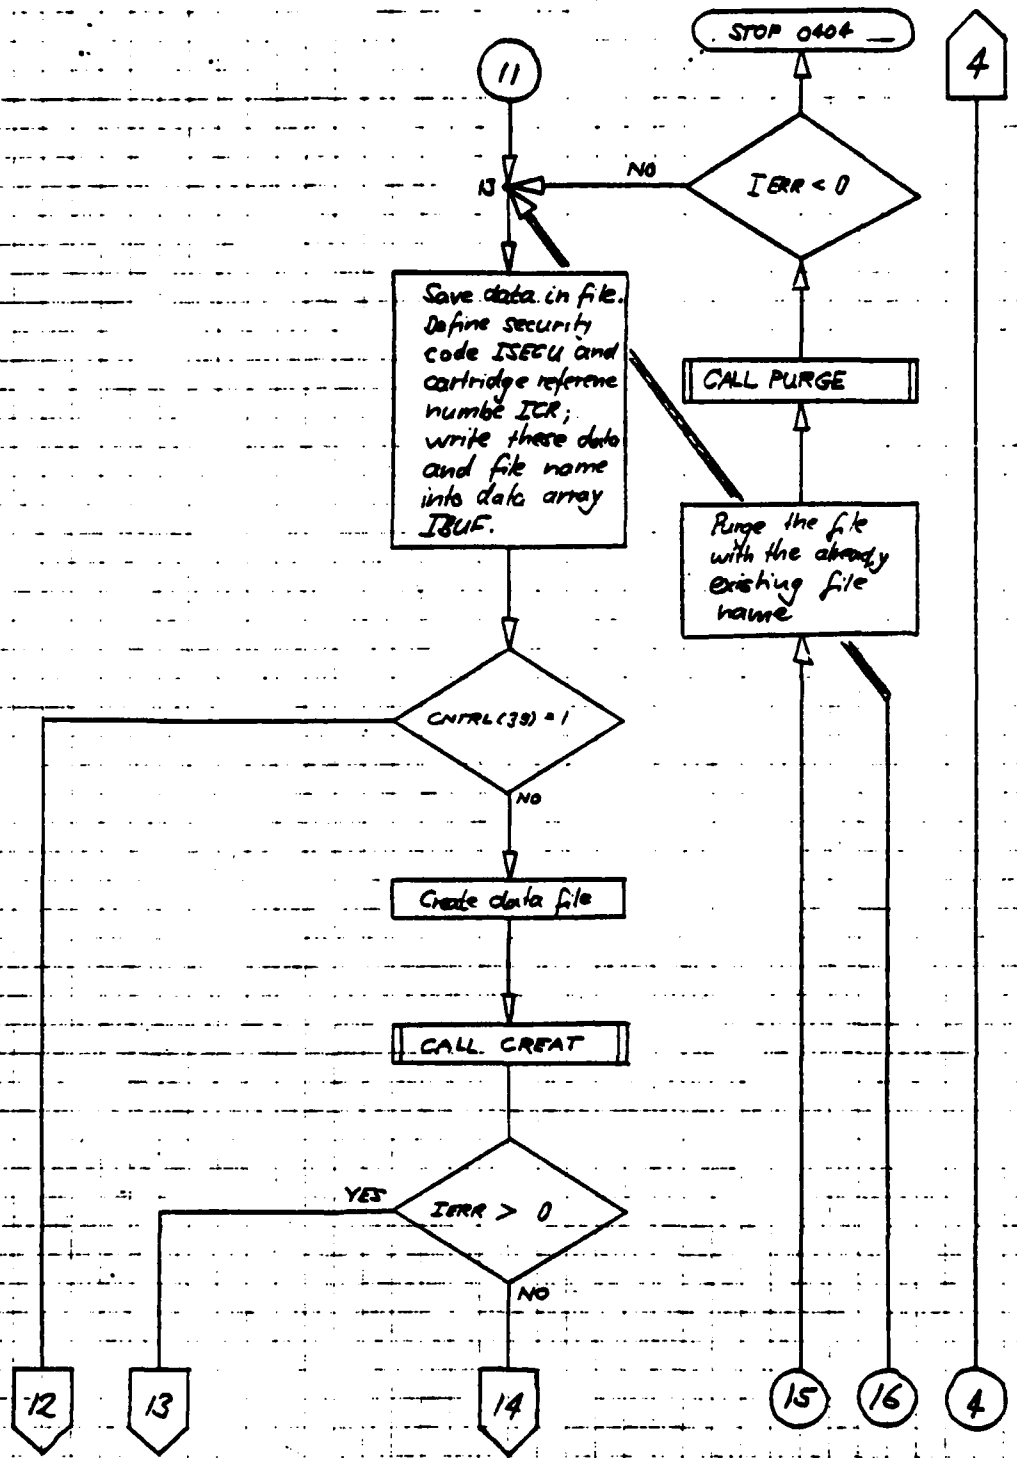 STOP 0404
4
11
NO
IERR < 0
13
Save data in file.
Define security
code ISECU and
cartridge referene
numbe ICR;
write these data
and file name
into data array
IBUF.
CALL PURGE
Purge the file
with the already
existing file
name
CNTRL(39) = 1
NO
Create data file
CALL CREAT
YES
IERR > 0
NO
12
13
14
15
16
4